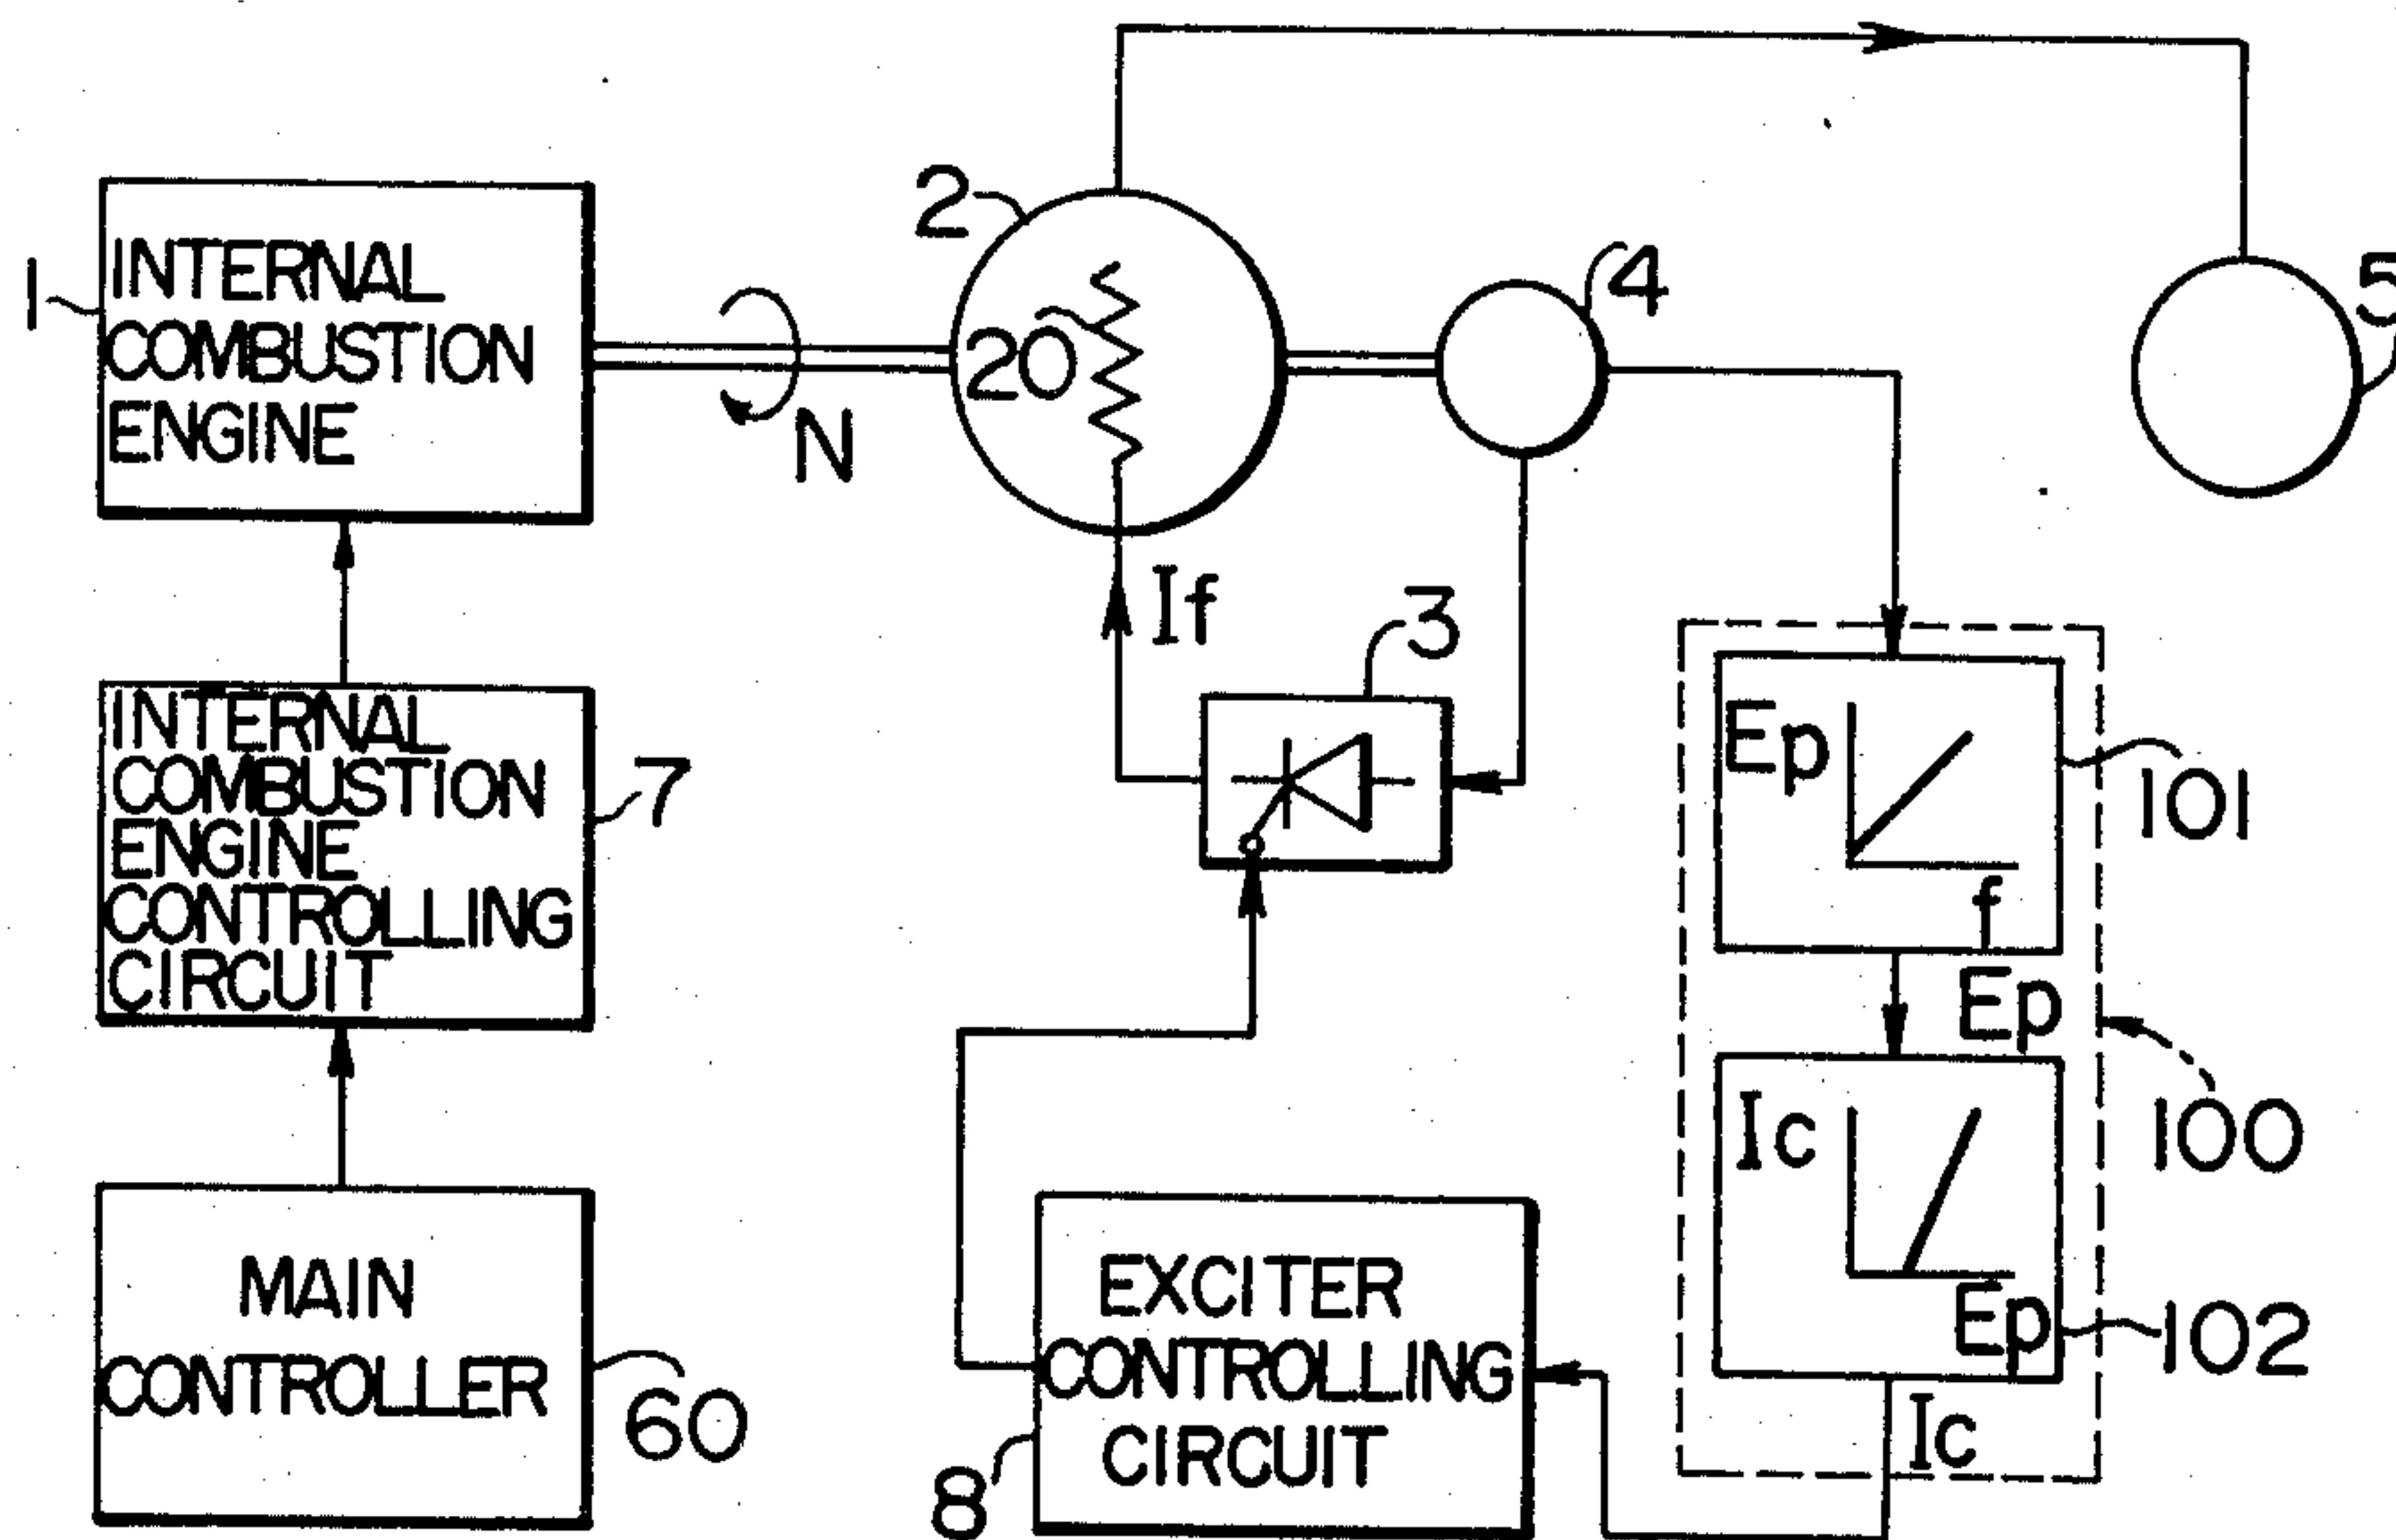 1
INTERNAL
COMBUSTION
ENGINE
N
2
20
4
5
If
3
INTERNAL
COMBUSTION
ENGINE
CONTROLLING
CIRCUIT
7
Ep
f
101
Ep
100
Ic
Ep
102
Ic
MAIN
CONTROLLER
60
EXCITER
CONTROLLING
CIRCUIT
8